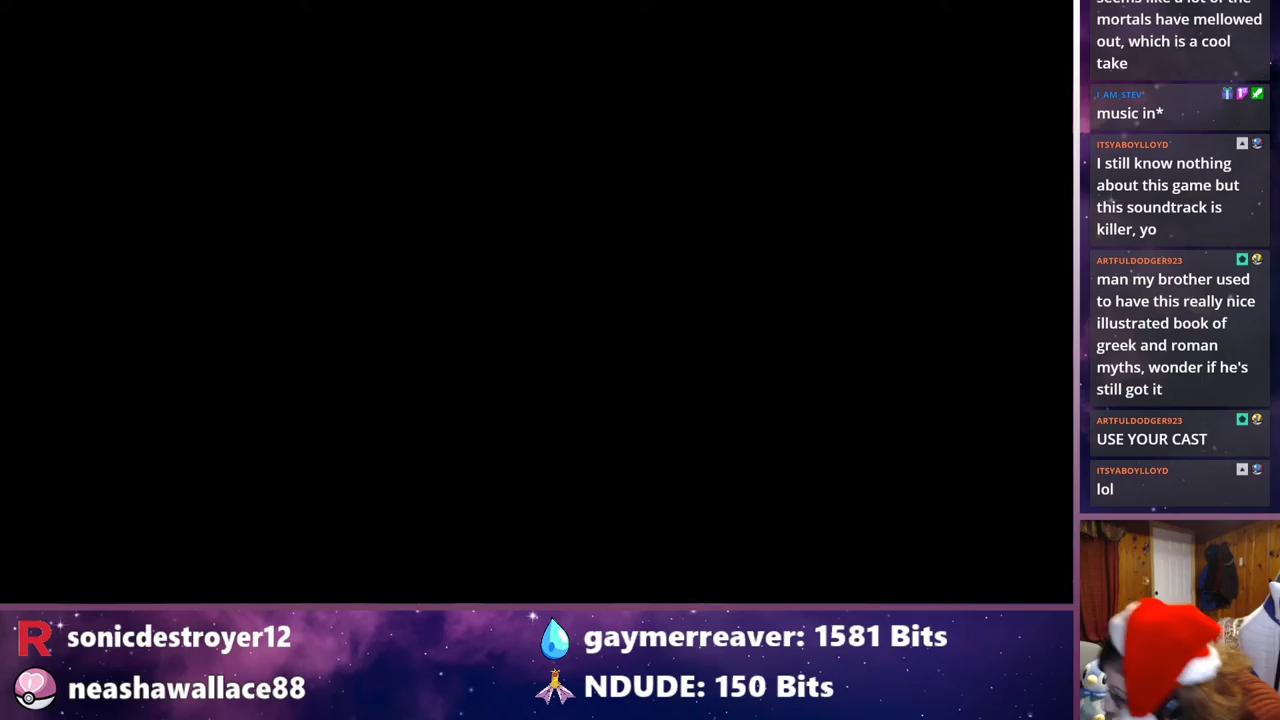 seems like a lot of the
mortals have mellowed
out, which is a cool
take
I_AM_STEV
music in*
ITSYABOYLLOYD
I still know nothing
about this game but
this soundtrack is
killer, yo
ARTFULDODGER923
man my brother used
to have this really nice
illustrated book of
greek and roman
myths, wonder if he's
still got it
ARTFULDODGER923
USE YOUR CAST
ITSYABOYLLOYD
lol
R sonicdestroyer12
neashawallace88
gaymerreaver: 1581 Bits
NDUDE: 150 Bits